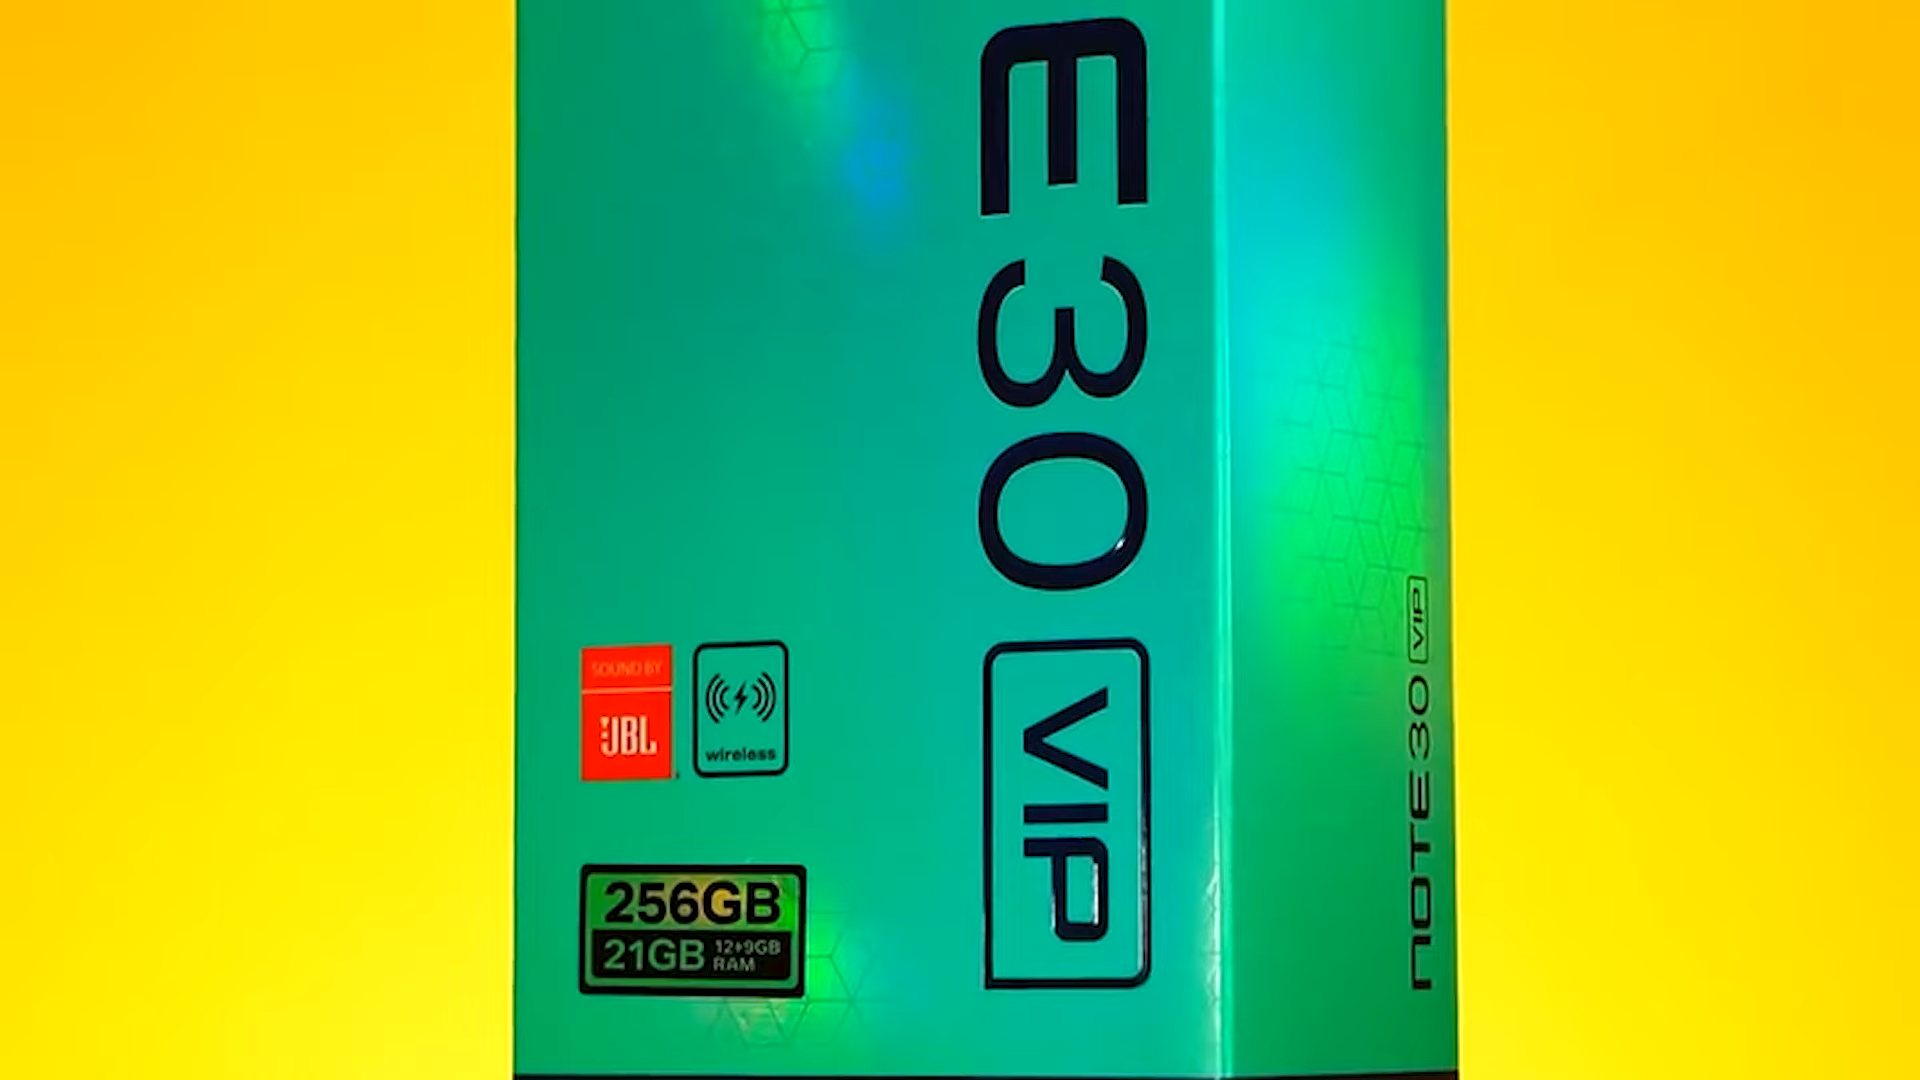 E30 VIP
SOUND BY
JBL
wireless
256GB
21GB 12+9GB
RAM
NOTE 30 VIP